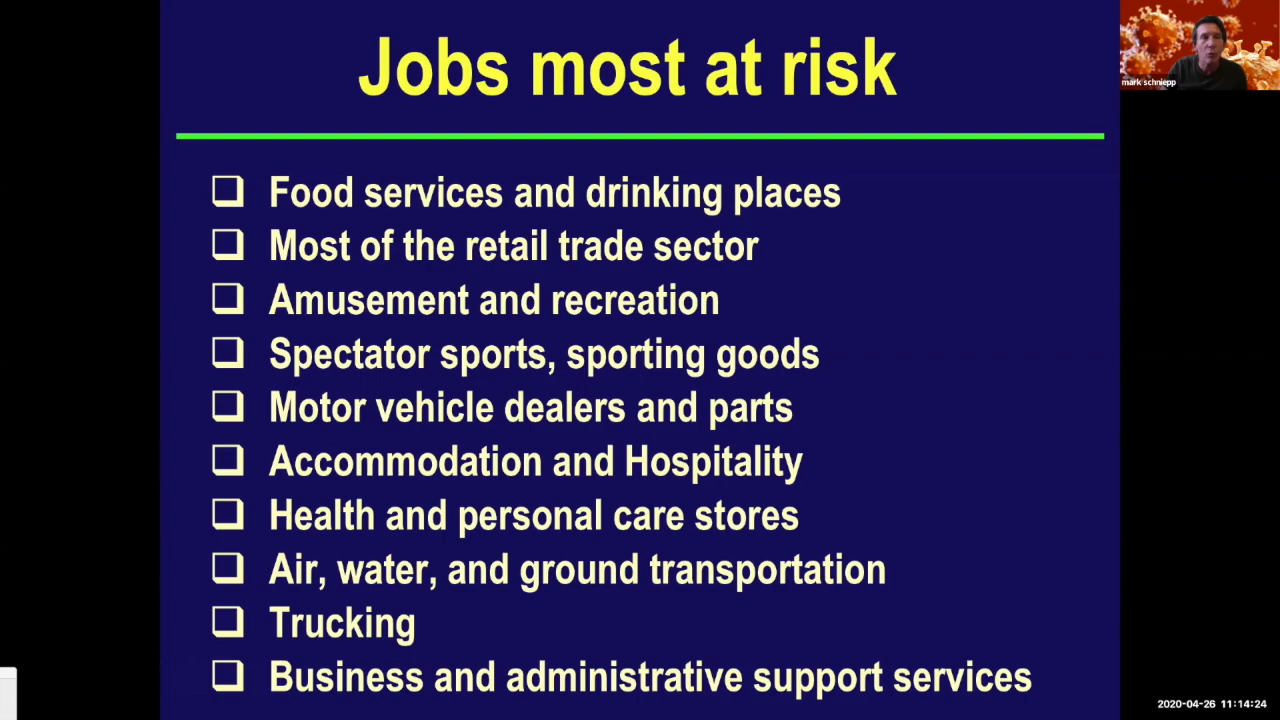 Jobs most at risk
mark schniepp
Food services and drinking places
Most of the retail trade sector
Amusement and recreation
Spectator sports, sporting goods
Motor vehicle dealers and parts
Accommodation and Hospitality
Health and personal care stores
Air, water, and ground transportation
Trucking
Business and administrative support services
2020-04-26 11:14:24